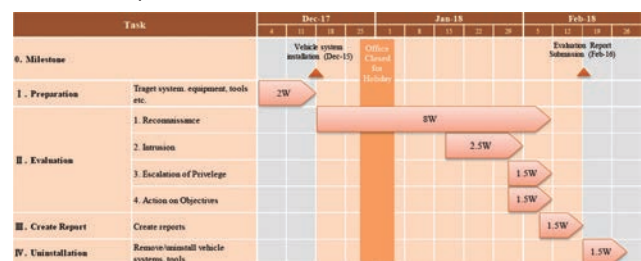 Task Dec-17 Jan-18 Feb-18
4 11 18 25 1 8 15 22 29 5 12 19 26
0. Milestone
Vehicle system
installation (Dec-15)
Office
Closed
for
Holiday
Evaluation Report
Submission (Feb-16)
I. Preparation
Traget system. equipment, tools
etc.
2W
II. Evaluation
1. Reconnaissance
8W
2. Intrusion
2.5W
3. Escalation of Privelege
1.5W
4. Action on Objectives
1.5W
III. Create Report
Create reports
1.5W
IV. Uninstallation
Remove/uninstall vehicle
systems, tools
1.5W